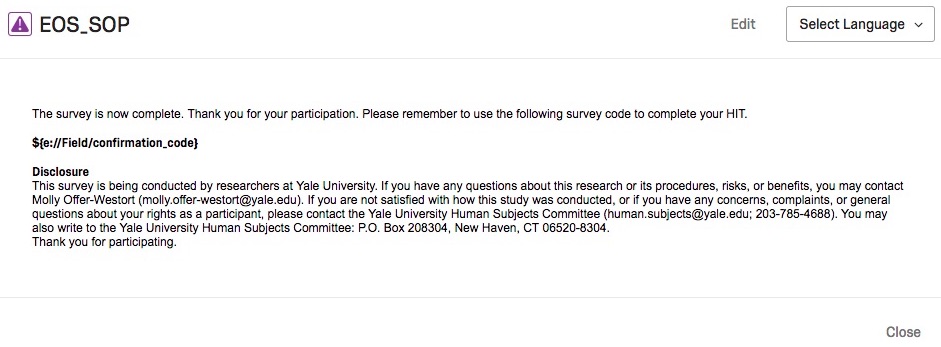 EOS_SOP
Edit
Select Language
The survey is now complete. Thank you for your participation. Please remember to use the following survey code to complete your HIT.
${e://Field/confirmation_code}
Disclosure
This survey is being conducted by researchers at Yale University. If you have any questions about this research or its procedures, risks, or benefits, you may contact
Molly Offer-Westort (molly.offer-westort@yale.edu). If you are not satisfied with how this study was conducted, or if you have any concerns, complaints, or general
questions about your rights as a participant, please contact the Yale University Human Subjects Committee (human.subjects@yale.edu; 203-785-4688). You may
also write to the Yale University Human Subjects Committee: P.O. Box 208304, New Haven, CT 06520-8304.
Thank you for participating.
Close